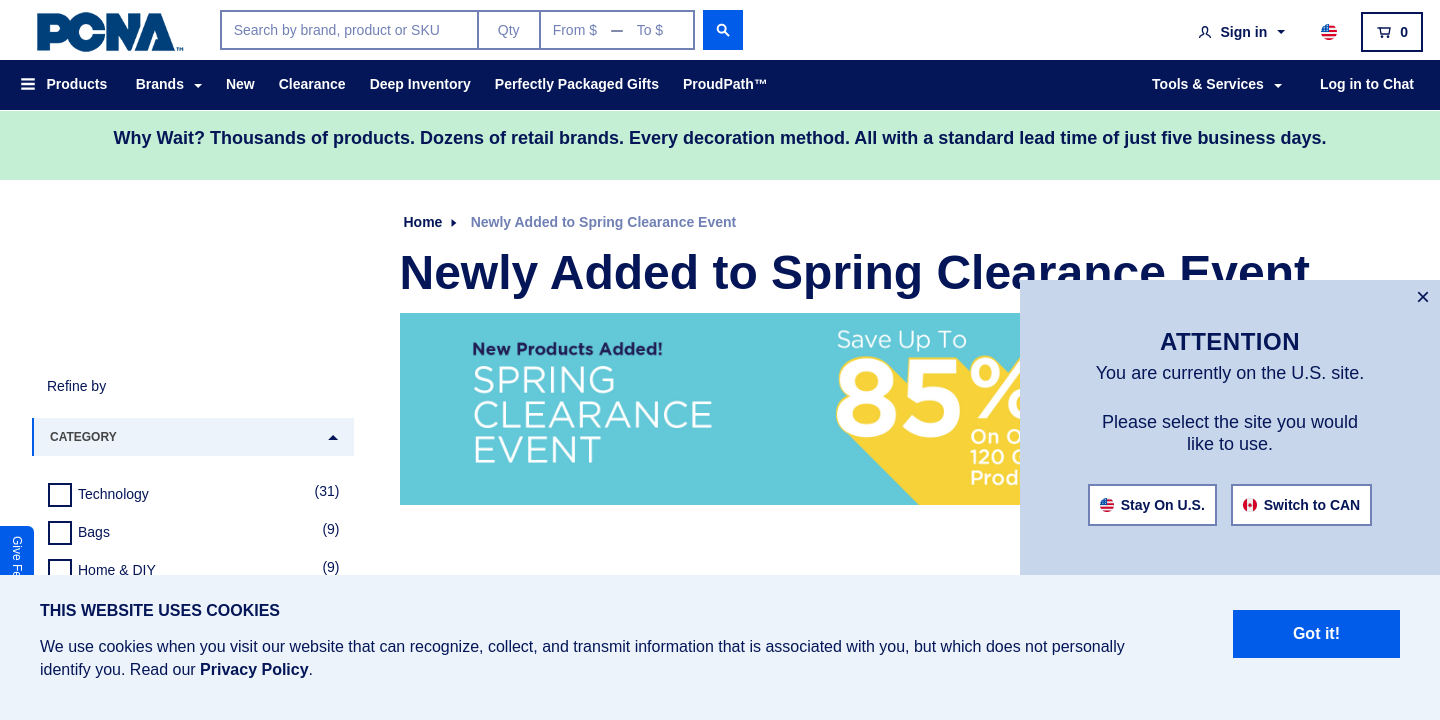 PCNA™
Search by brand, product or SKU
Qty
From $ — To $
Sign in
0
Products
Brands
New
Clearance
Deep Inventory
Perfectly Packaged Gifts
ProudPath™
Tools & Services
Log in to Chat
Why Wait? Thousands of products. Dozens of retail brands. Every decoration method. All with a standard lead time of just five business days.
Home
Newly Added to Spring Clearance Event
Newly Added to Spring Clearance Event
New Products Added!
SPRING
CLEARANCE
EVENT
Save Up To
85%
On O
120 G
Prod
×
ATTENTION
You are currently on the U.S. site.
Please select the site you would
like to use.
Stay On U.S.
Switch to CAN
Refine by
CATEGORY
Technology (31)
Bags (9)
Home & DIY (9)
Give Fe
THIS WEBSITE USES COOKIES
We use cookies when you visit our website that can recognize, collect, and transmit information that is associated with you, but which does not personally
identify you. Read our Privacy Policy.
Got it!